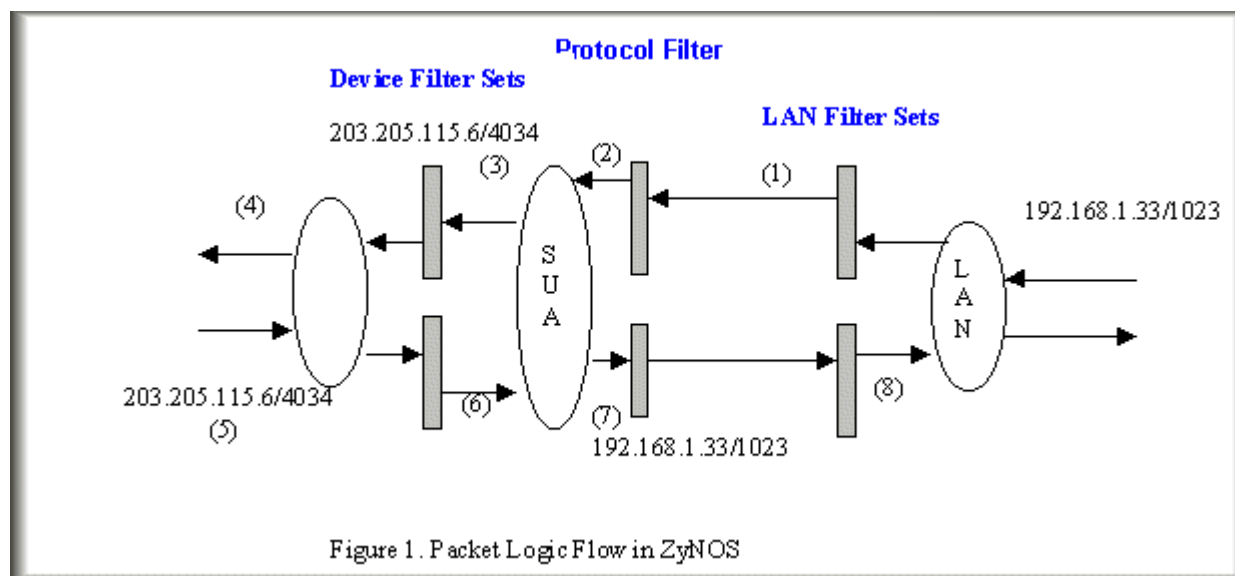 Protocol Filter
Device Filter Sets
LAN Filter Sets
203.205.115.6/4034
(3)
(2)
(1)
(4)
192.168.1.33/1023
S
U
A
L
A
N
203.205.115.6/4034
(5)
(6)
(7)
(8)
192.168.1.33/1023
Figure 1. Packet Logic Flow in ZyNOS